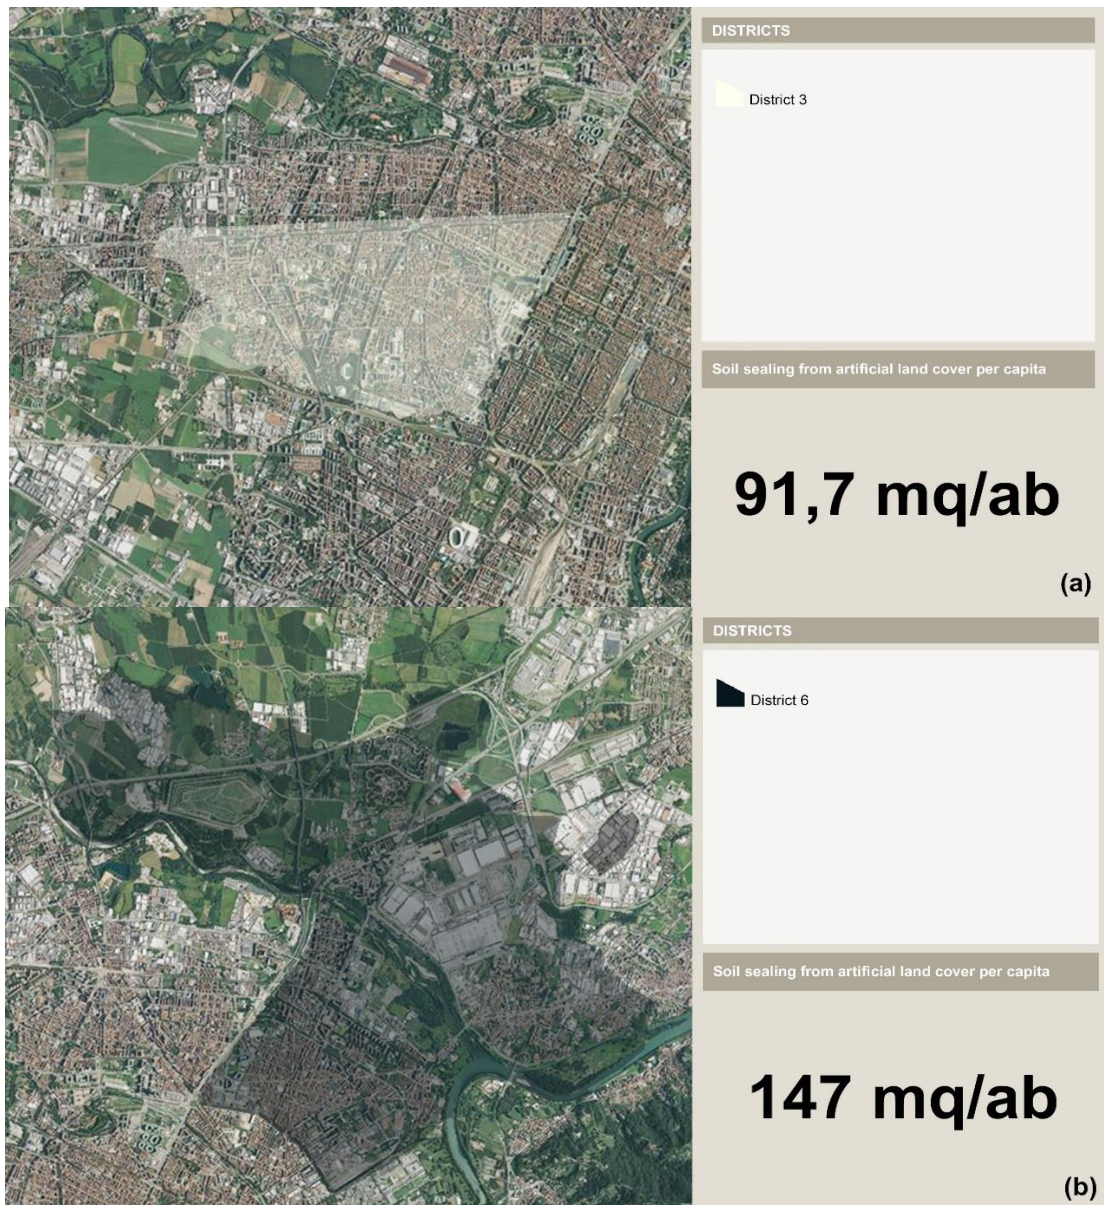 DISTRICTS
District 3
Soil sealing from artificial land cover per capita
91,7 mq/ab
(a)
DISTRICTS
District 6
Soil sealing from artificial land cover per capita
147 mq/ab
(b)